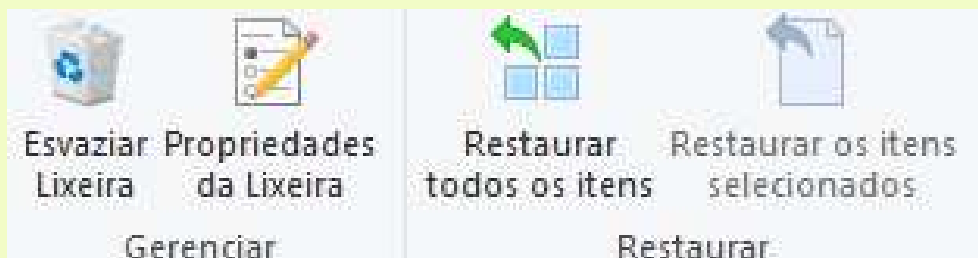 Esvaziar Lixeira
Propriedades da Lixeira
Restaurar todos os itens
Restaurar os itens selecionados
Gerenciar
Restaurar